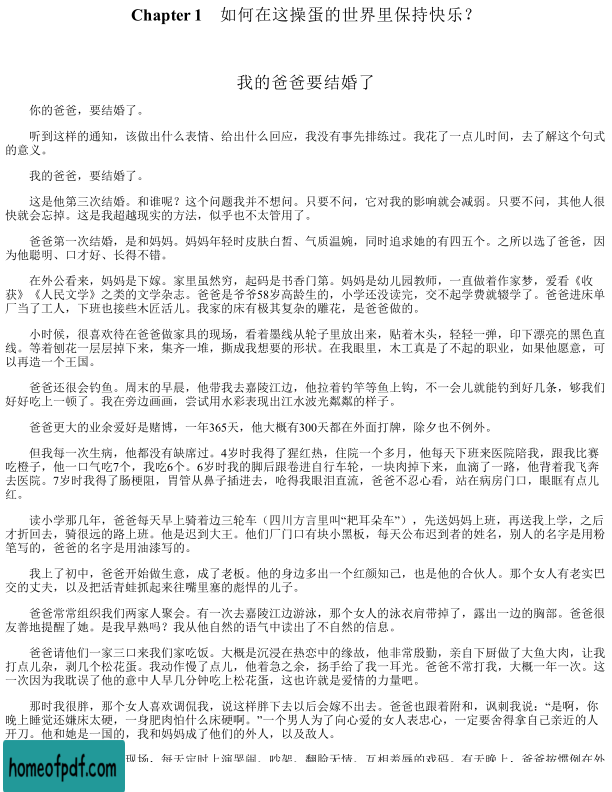 Chapter 1 如何在这操蛋的世界里保持快乐？
我的爸爸要结婚了
你的爸爸，要结婚了。
听到这样的通知，该做出什么表情、给出什么回应，我没有事先排练过。我花了一点儿时间，去了解这个句式
的意义。
我的爸爸，要结婚了。
这是他第三次结婚。和谁呢？这个问题我并不想问。只要不问，它对我的影响就会减弱。只要不问，其他人很
快就会忘掉。这是我超越现实的方法，似乎也不太管用了。
爸爸第一次结婚，是和妈妈。妈妈年轻时皮肤白皙、气质温婉，同时追求她的有四五个。之所以选了爸爸，因
为他聪明、口才好、长得不错。
在外公看来，妈妈是下嫁。家里虽然穷，起码是书香门第。妈妈是幼儿园教师，一直做着作家梦，爱看《收
获》《人民文学》之类的文学杂志。爸爸是爷爷58岁高龄生的，小学还没读完，交不起学费就辍学了。爸爸进床单
厂当了工人，下班也接些木匠活儿。我家的床有极其复杂的雕花，是爸爸做的。
小时候，很喜欢待在爸爸做家具的现场，看着墨线从轮子里放出来，贴着木头，轻轻一弹，印下漂亮的黑色直
线。等着刨花一层层掉下来，集齐一堆，撕成我想要的形状。在我眼里，木工真是了不起的职业，如果他愿意，可
以再造一个王国。
爸爸还很会钓鱼。周末的早晨，他带我去嘉陵江边，他拉着钓竿等鱼上钩，不一会儿就能钓到好几条，够我们
好好吃上一顿了。我在旁边画画，尝试用水彩表现出江水波光粼粼的样子。
爸爸更大的业余爱好是赌博，一年365天，他大概有300天都在外面打牌，除夕也不例外。
但我每一次生病，他都没有缺席过。4岁时我得了猩红热，住院一个多月，他每天下班来医院陪我，跟我比赛
吃橙子，他一口气吃7个，我吃6个。6岁时我的脚后跟卷进自行车轮，一块肉掉下来，血滴了一路，他背着我飞奔
去医院。7岁时我得了肠梗阻，胃管从鼻子插进去，呛得我眼泪直流，爸爸不忍心看，站在病房门口，眼眶有点儿
红。
读小学那几年，爸爸每天早上骑着边三轮车（四川方言里叫“耙耳朵车”），先送妈妈上班，再送我上学，之后
才折回去，骑很远的路上班。他是迟到大王。他们厂门口有块小黑板，每天公布迟到者的姓名，别人的名字是用粉
笔写的，爸爸的名字是用油漆写的。
我上了初中，爸爸开始做生意，成了老板。他的身边多出一个红颜知己，也是他的合伙人。那个女人有老实巴
交的丈夫，以及把活青蛙抓起来往嘴里塞的彪悍的儿子。
爸爸常常组织我们两家人聚会。有一次去嘉陵江边游泳，那个女人的泳衣肩带掉了，露出一边的胸部。爸爸很
友善地提醒了她。是我早熟吗？我从他自然的语气中读出了不自然的信息。
爸爸请他们一家三口来我们家吃饭。大概是沉浸在热恋中的缘故，他非常殷勤，亲自下厨做了大鱼大肉，让我
打点儿杂，剥几个松花蛋。我动作慢了点儿，他着急之余，扬手给了我一耳光。爸爸不常打我，大概一年一次。这
一次因为我耽误了他的意中人早几分钟吃上松花蛋，这也许就是爱情的力量吧。
那时我很胖，那个女人喜欢调侃我，说这样胖下去以后会嫁不出去。爸爸也跟着附和，讽刺我说：“是啊，你
晚上睡觉还嫌床太硬，一身肥肉怕什么床硬啊。”一个男人为了向心爱的女人表忠心，一定要舍得拿自己亲近的人
开刀。他和她是一国的，我和妈妈成了他们的外人，以及敌人。
现场，每天定时上演哭闹、吵架、翻脸无情、互相羞辱的戏码。有天晚上，爸爸按惯例在外
homeofpdf.com